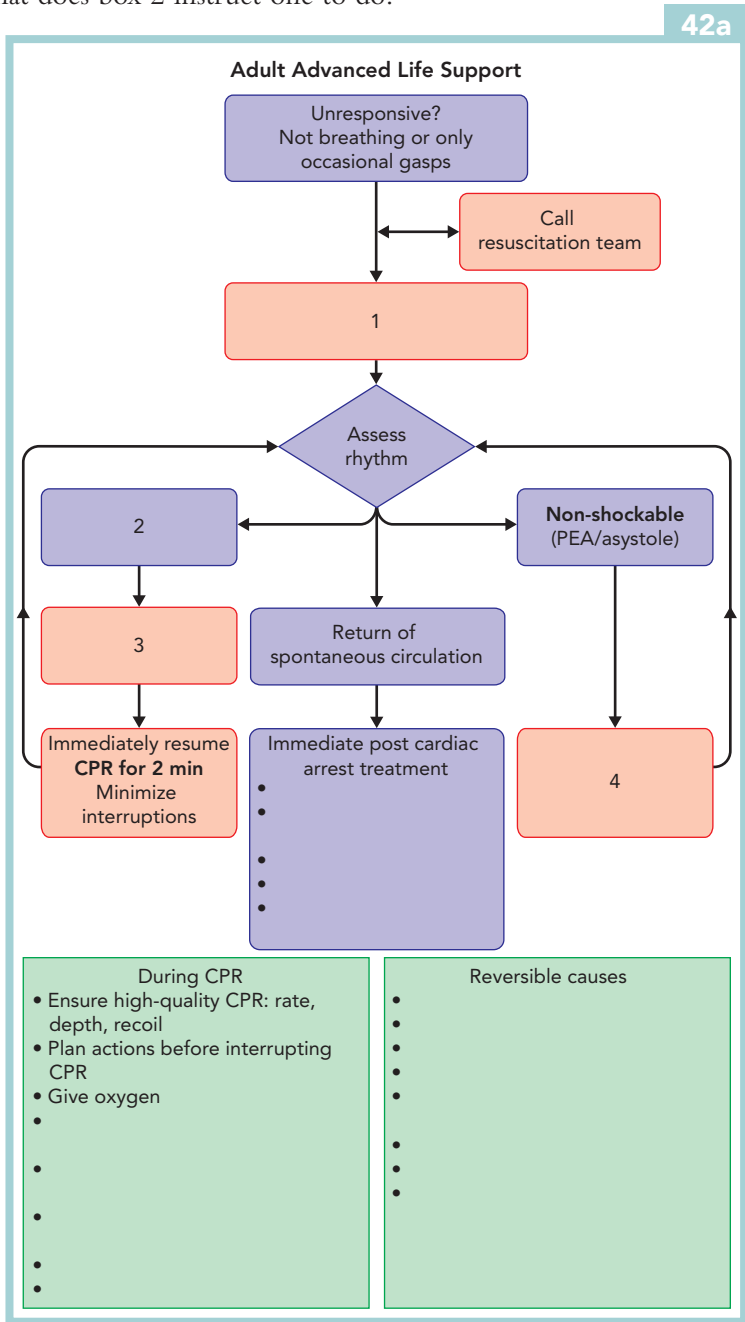 does box 2 instruct one to do?
42a
Adult Advanced Life Support
Unresponsive?
Not breathing or only
occasional gasps
Call
resuscitation team
1
Assess
rhythm
2
Non-shockable
(PEA/asystole)
3
Return of
spontaneous circulation
Immediately resume
CPR for 2 min
Minimize
interruptions
Immediate post cardiac
arrest treatment
•
•
•
•
•
4
During CPR
• Ensure high-quality CPR: rate,
depth, recoil
• Plan actions before interrupting
CPR
• Give oxygen
•
•
•
•
•
Reversible causes
•
•
•
•
•
•
•
•